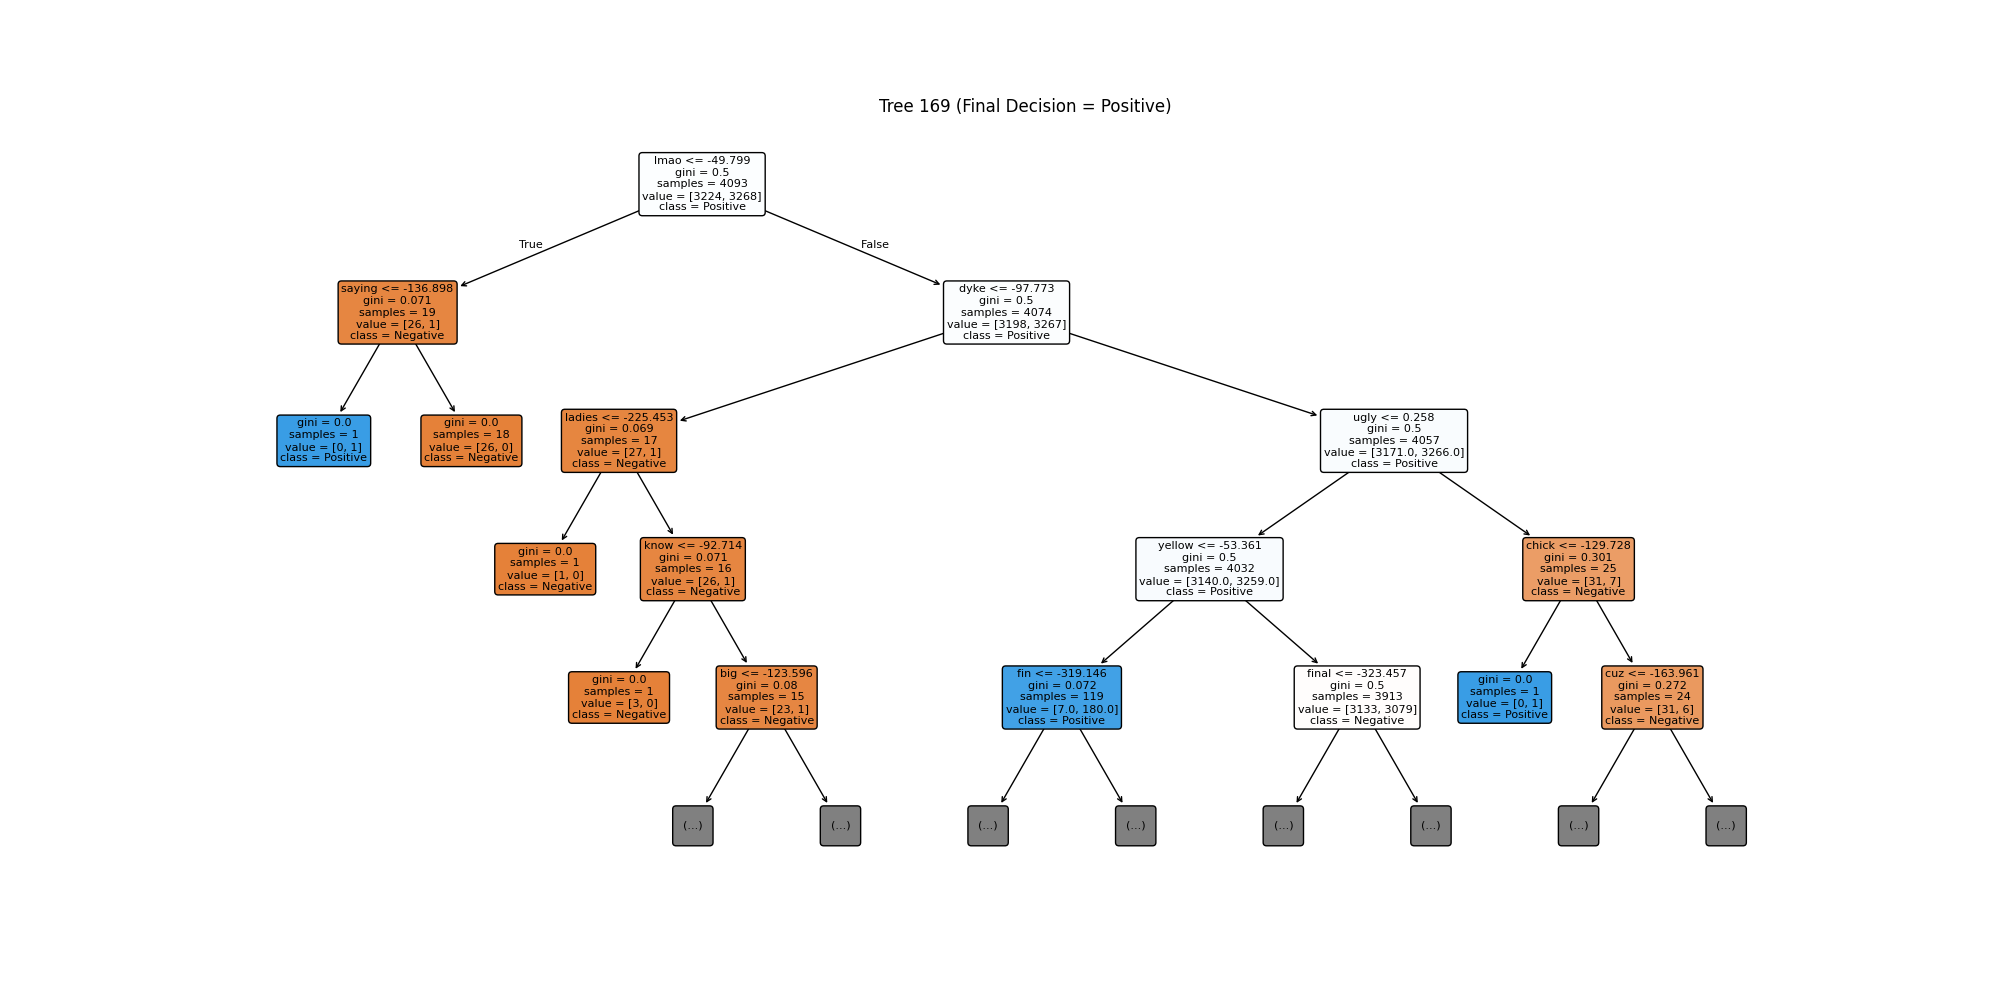 Tree 169 (Final Decision = Positive)
lmao <= -49.799
gini = 0.5
samples = 4093
value = [3224, 3268]
class = Positive
True
False
saying <= -136.898
gini = 0.071
samples = 19
value = [26, 1]
class = Negative
dyke <= -97.773
gini = 0.5
samples = 4074
value = [3198, 3267]
class = Positive
gini = 0.0
samples = 1
value = [0, 1]
class = Positive
gini = 0.0
samples = 18
value = [26, 0]
class = Negative
ladies <= -225.453
gini = 0.069
samples = 17
value = [27, 1]
class = Negative
ugly <= 0.258
gini = 0.5
samples = 4057
value = [3171.0, 3266.0]
class = Positive
gini = 0.0
samples = 1
value = [1, 0]
class = Negative
know <= -92.714
gini = 0.071
samples = 16
value = [26, 1]
class = Negative
yellow <= -53.361
gini = 0.5
samples = 4032
value = [3140.0, 3259.0]
class = Positive
chick <= -129.728
gini = 0.301
samples = 25
value = [31, 7]
class = Negative
gini = 0.0
samples = 1
value = [3, 0]
class = Negative
big <= -123.596
gini = 0.08
samples = 15
value = [23, 1]
class = Negative
fin <= -319.146
gini = 0.072
samples = 119
value = [7.0, 180.0]
class = Positive
final <= -323.457
gini = 0.5
samples = 3913
value = [3133, 3079]
class = Negative
gini = 0.0
samples = 1
value = [0, 1]
class = Positive
cuz <= -163.961
gini = 0.272
samples = 24
value = [31, 6]
class = Negative
(...)
(...)
(...)
(...)
(...)
(...)
(...)
(...)